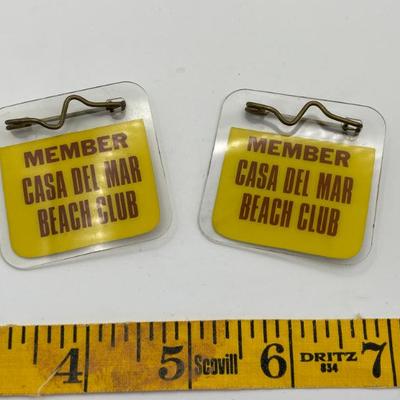 MEMBER
CASA DEL MAR
BEACH CLUB
MEMBER
CASA DEL MAR
BEACH CLUB
4 5 Scovill 6 DRITZ 7
834